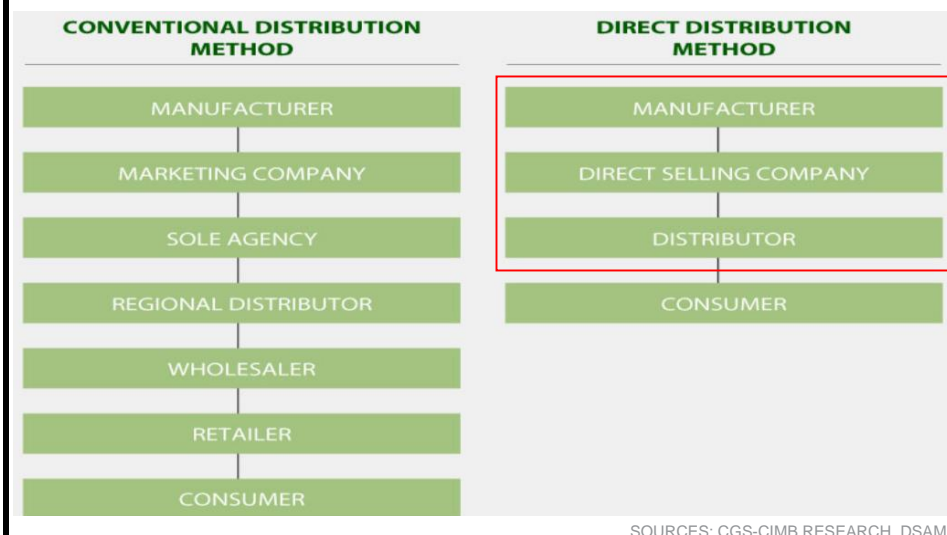 CONVENTIONAL DISTRIBUTION
METHOD
MANUFACTURER
MARKETING COMPANY
SOLE AGENCY
REGIONAL DISTRIBUTOR
WHOLESALER
RETAILER
CONSUMER
DIRECT DISTRIBUTION
METHOD
MANUFACTURER
DIRECT SELLING COMPANY
DISTRIBUTOR
CONSUMER
SOURCES: CGS-CIMB RESEARCH, DSAM